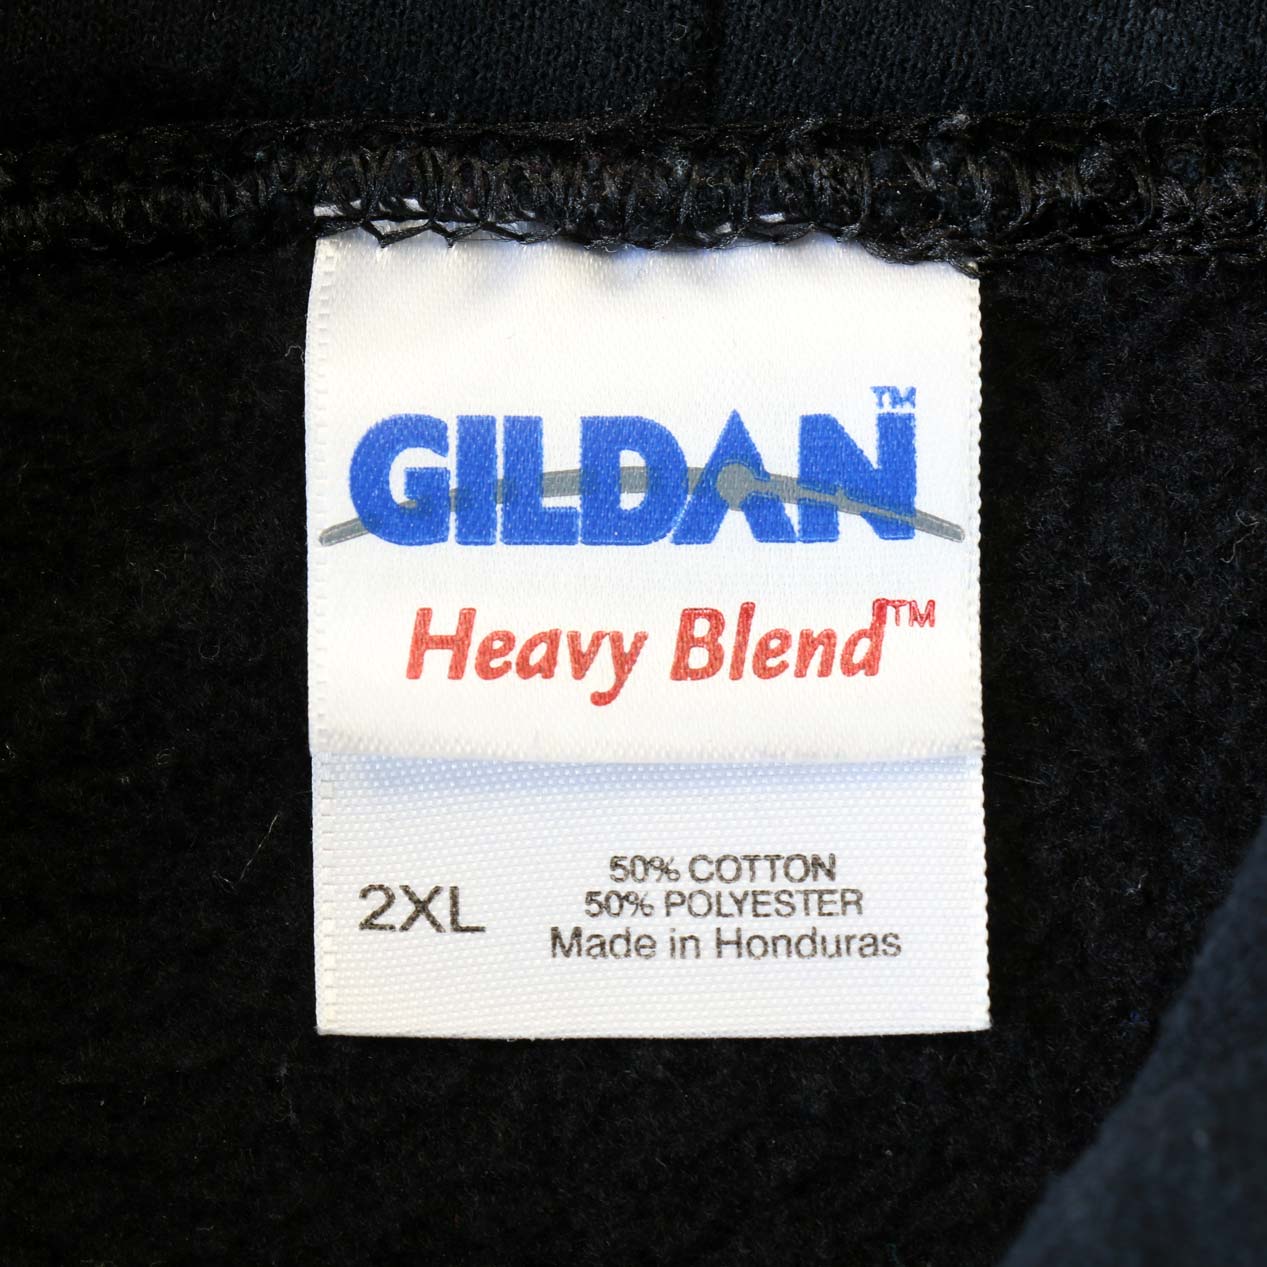 GILDAN™
Heavy Blend™
50% COTTON
50% POLYESTER
2XL
Made in Honduras